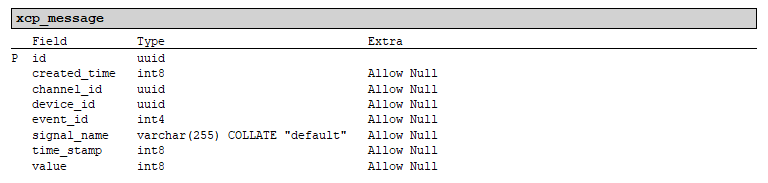 xcp_message
Field Type Extra
P id uuid
created_time int8 Allow Null
channel_id uuid Allow Null
device_id uuid Allow Null
event_id int4 Allow Null
signal_name varchar(255) COLLATE "default" Allow Null
time_stamp int8 Allow Null
value int8 Allow Null